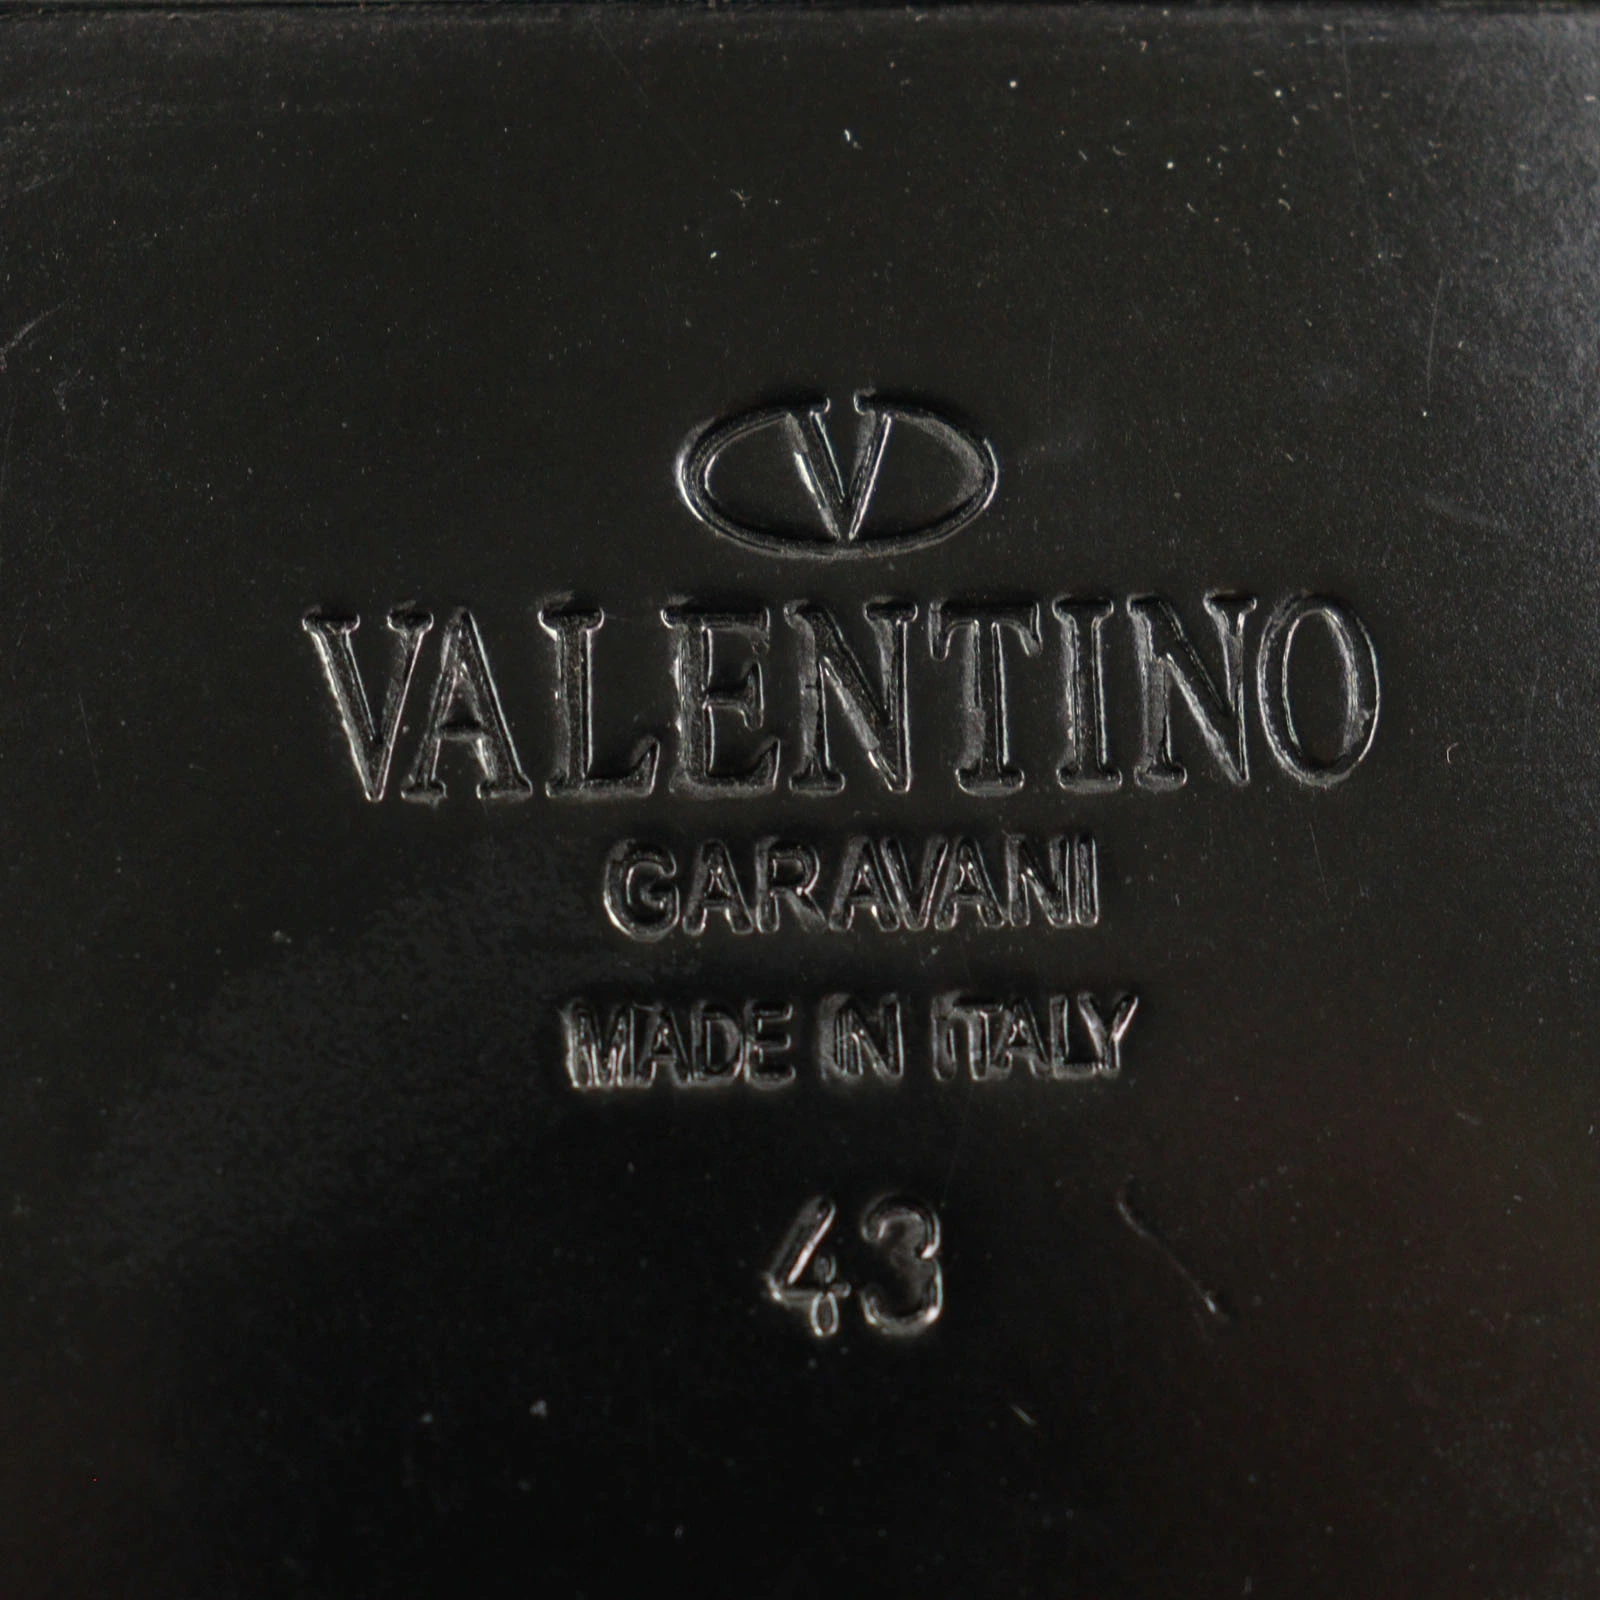 V
VALENTINO
GARAVANI
MADE IN ITALY
43